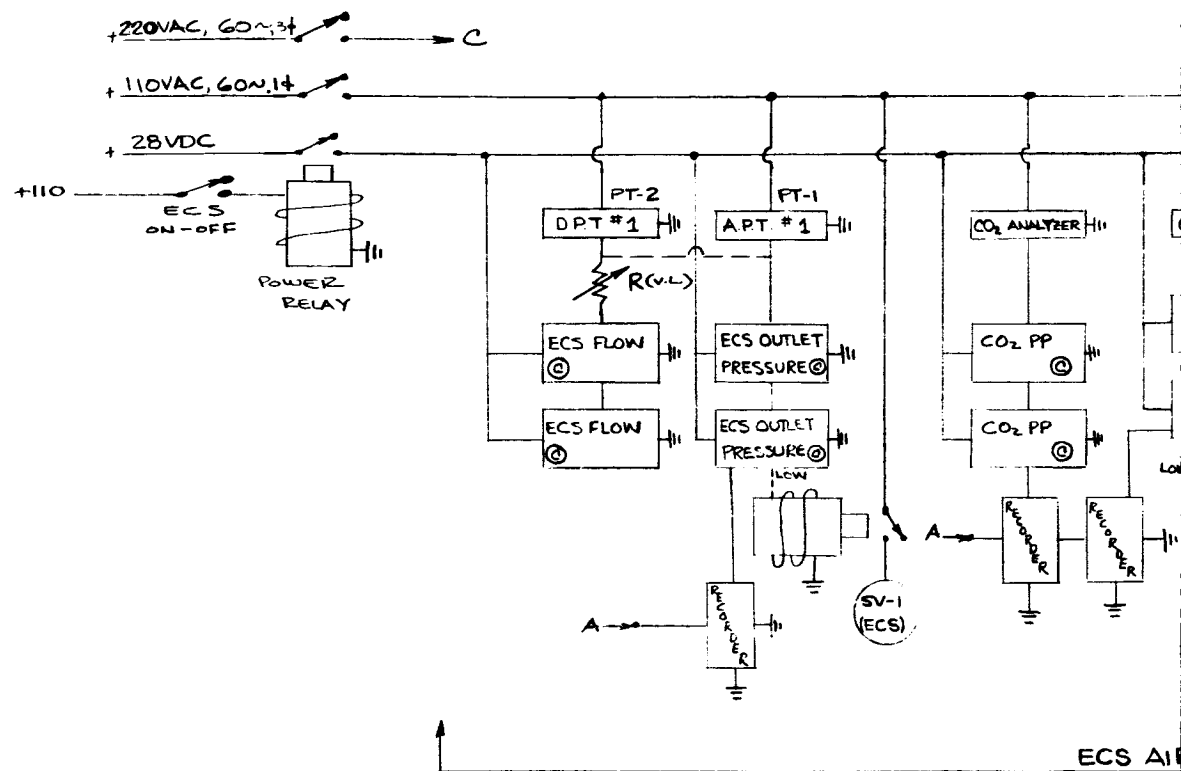 +220VAC, 60~, 3ϕ
C
+ 110VAC, 60~, 1ϕ
+ 28VDC
+110
ECS
ON-OFF
POWER
RELAY
PT-2
D.P.T. #1
PT-1
A.P.T. #1
CO₂ ANALYZER
R(V.L)
ECS FLOW
©
ECS OUTLET
PRESSURE ©
CO₂ PP
©
ECS FLOW
©
ECS OUTLET
PRESSURE ©
CO₂ PP
©
LOW
A
RECORDER
SV-1
(ECS)
A
RECORDER
RECORDER
ECS AI